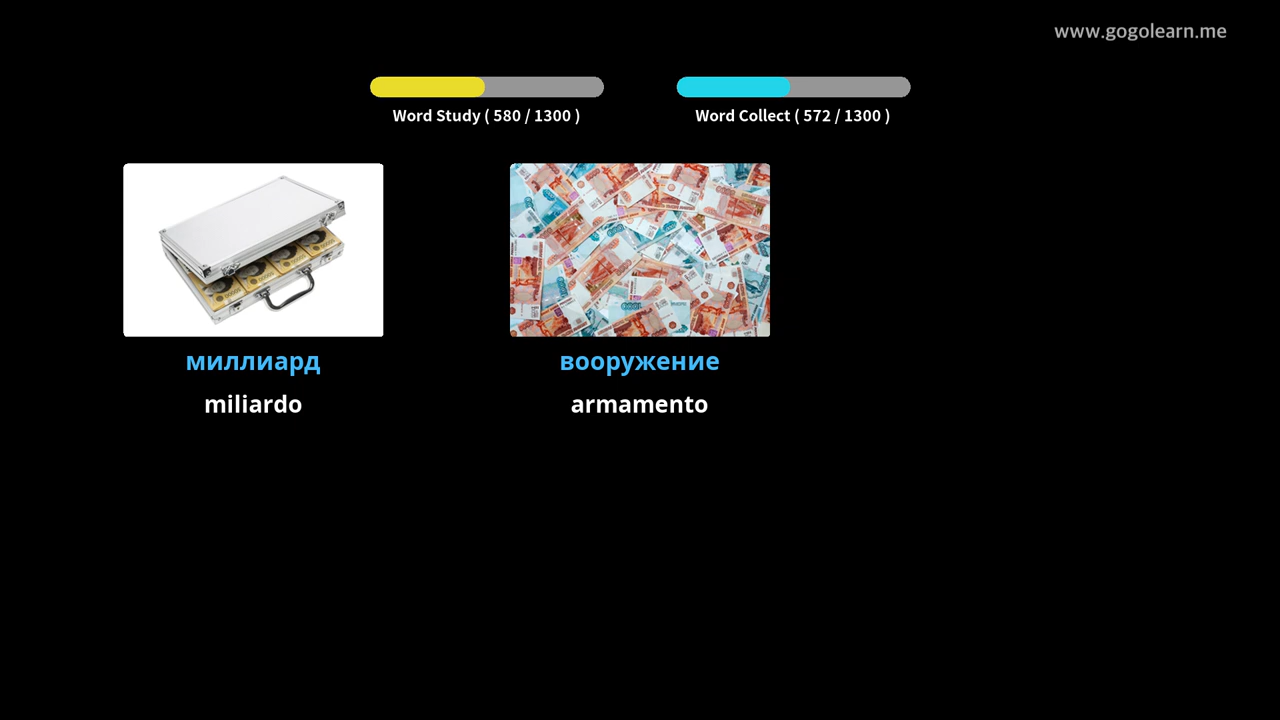 www.gogolearn.me
Word Study ( 580 / 1300 )
Word Collect ( 572 / 1300 )
миллиард
вооружение
miliardo
armamento